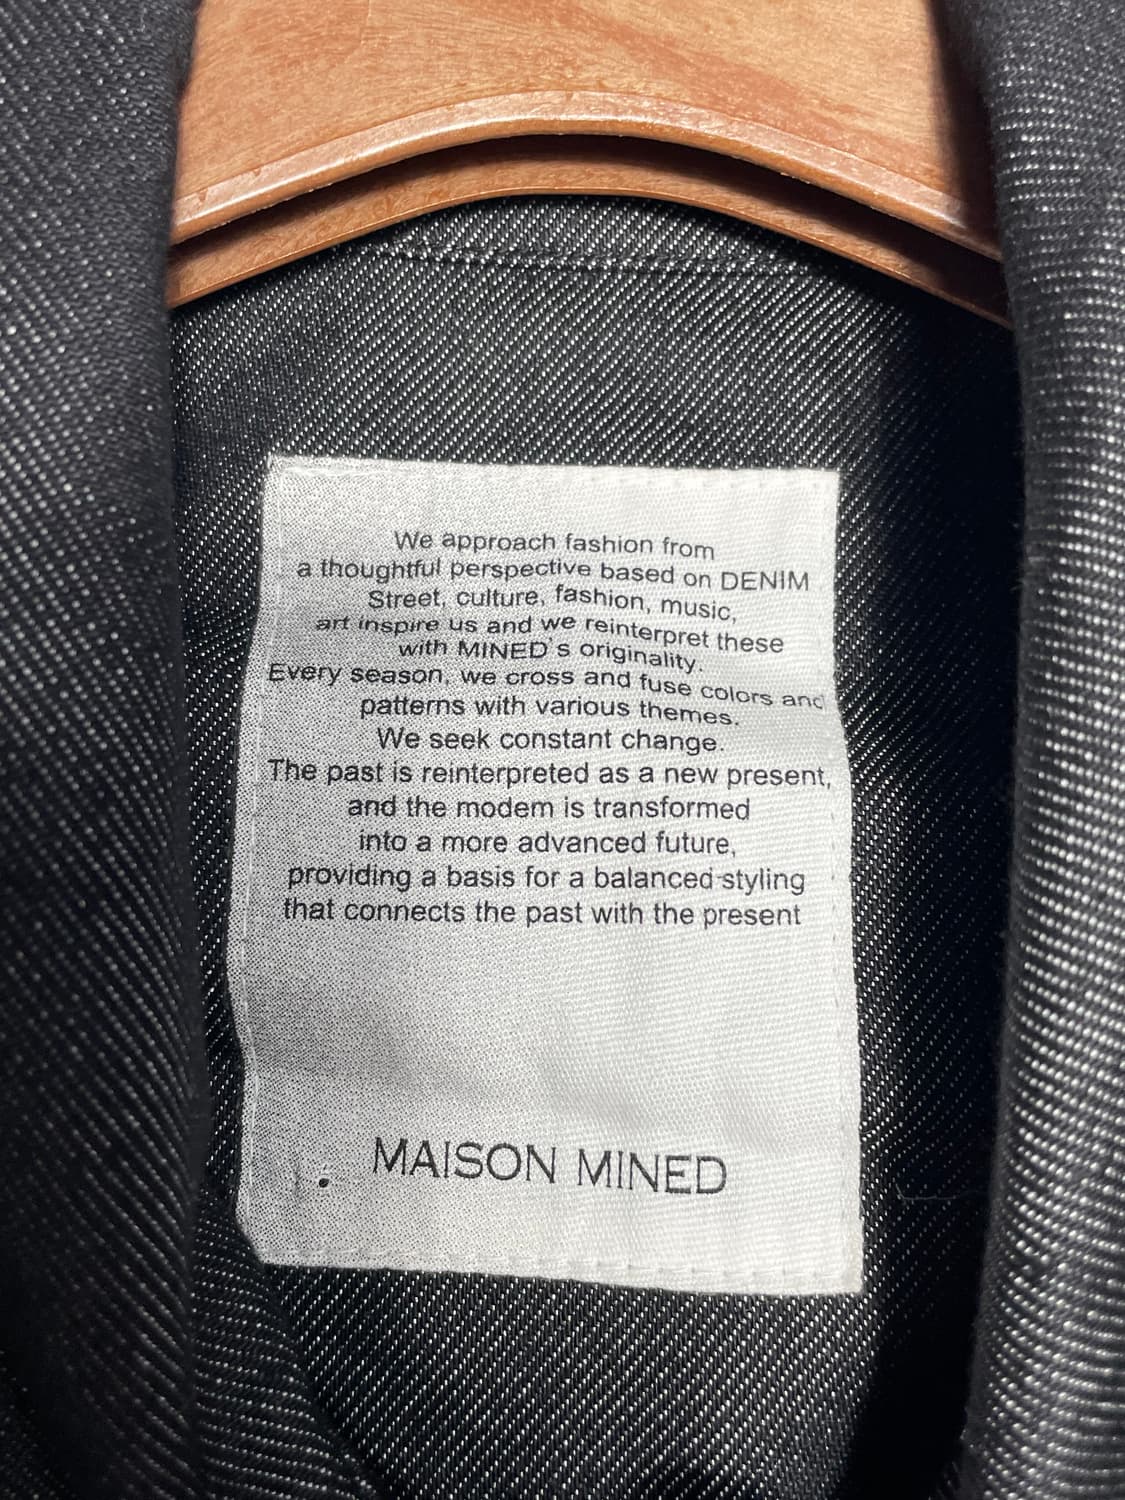 We approach fashion from
a thoughtful perspective based on DENIM
Street, culture, fashion, music,
art inspire us and we reinterpret these
with MINED's originality.
Every season, we cross and fuse colors and
patterns with various themes.
We seek constant change.
The past is reinterpreted as a new present,
and the modem is transformed
into a more advanced future,
providing a basis for a balanced styling
that connects the past with the present
MAISON MINED